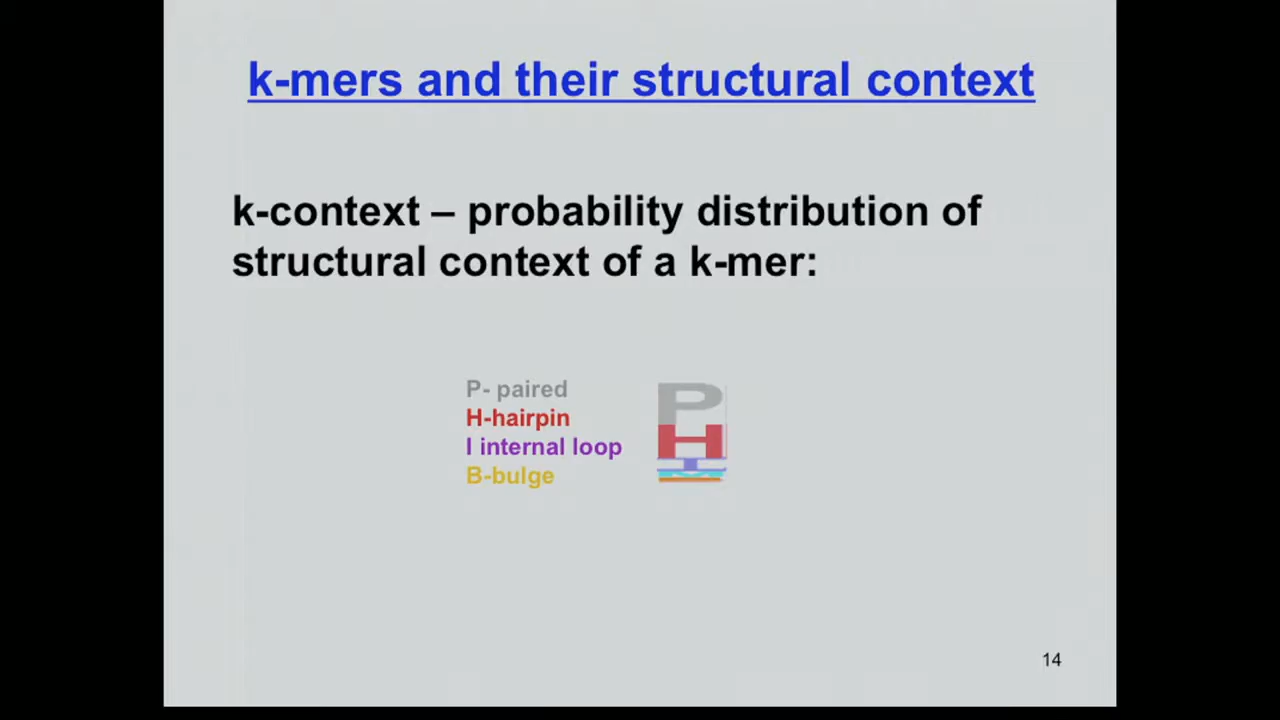 k-mers and their structural context
k-context – probability distribution of
structural context of a k-mer:
P- paired
H-hairpin
I internal loop
B-bulge
P
H
I
14